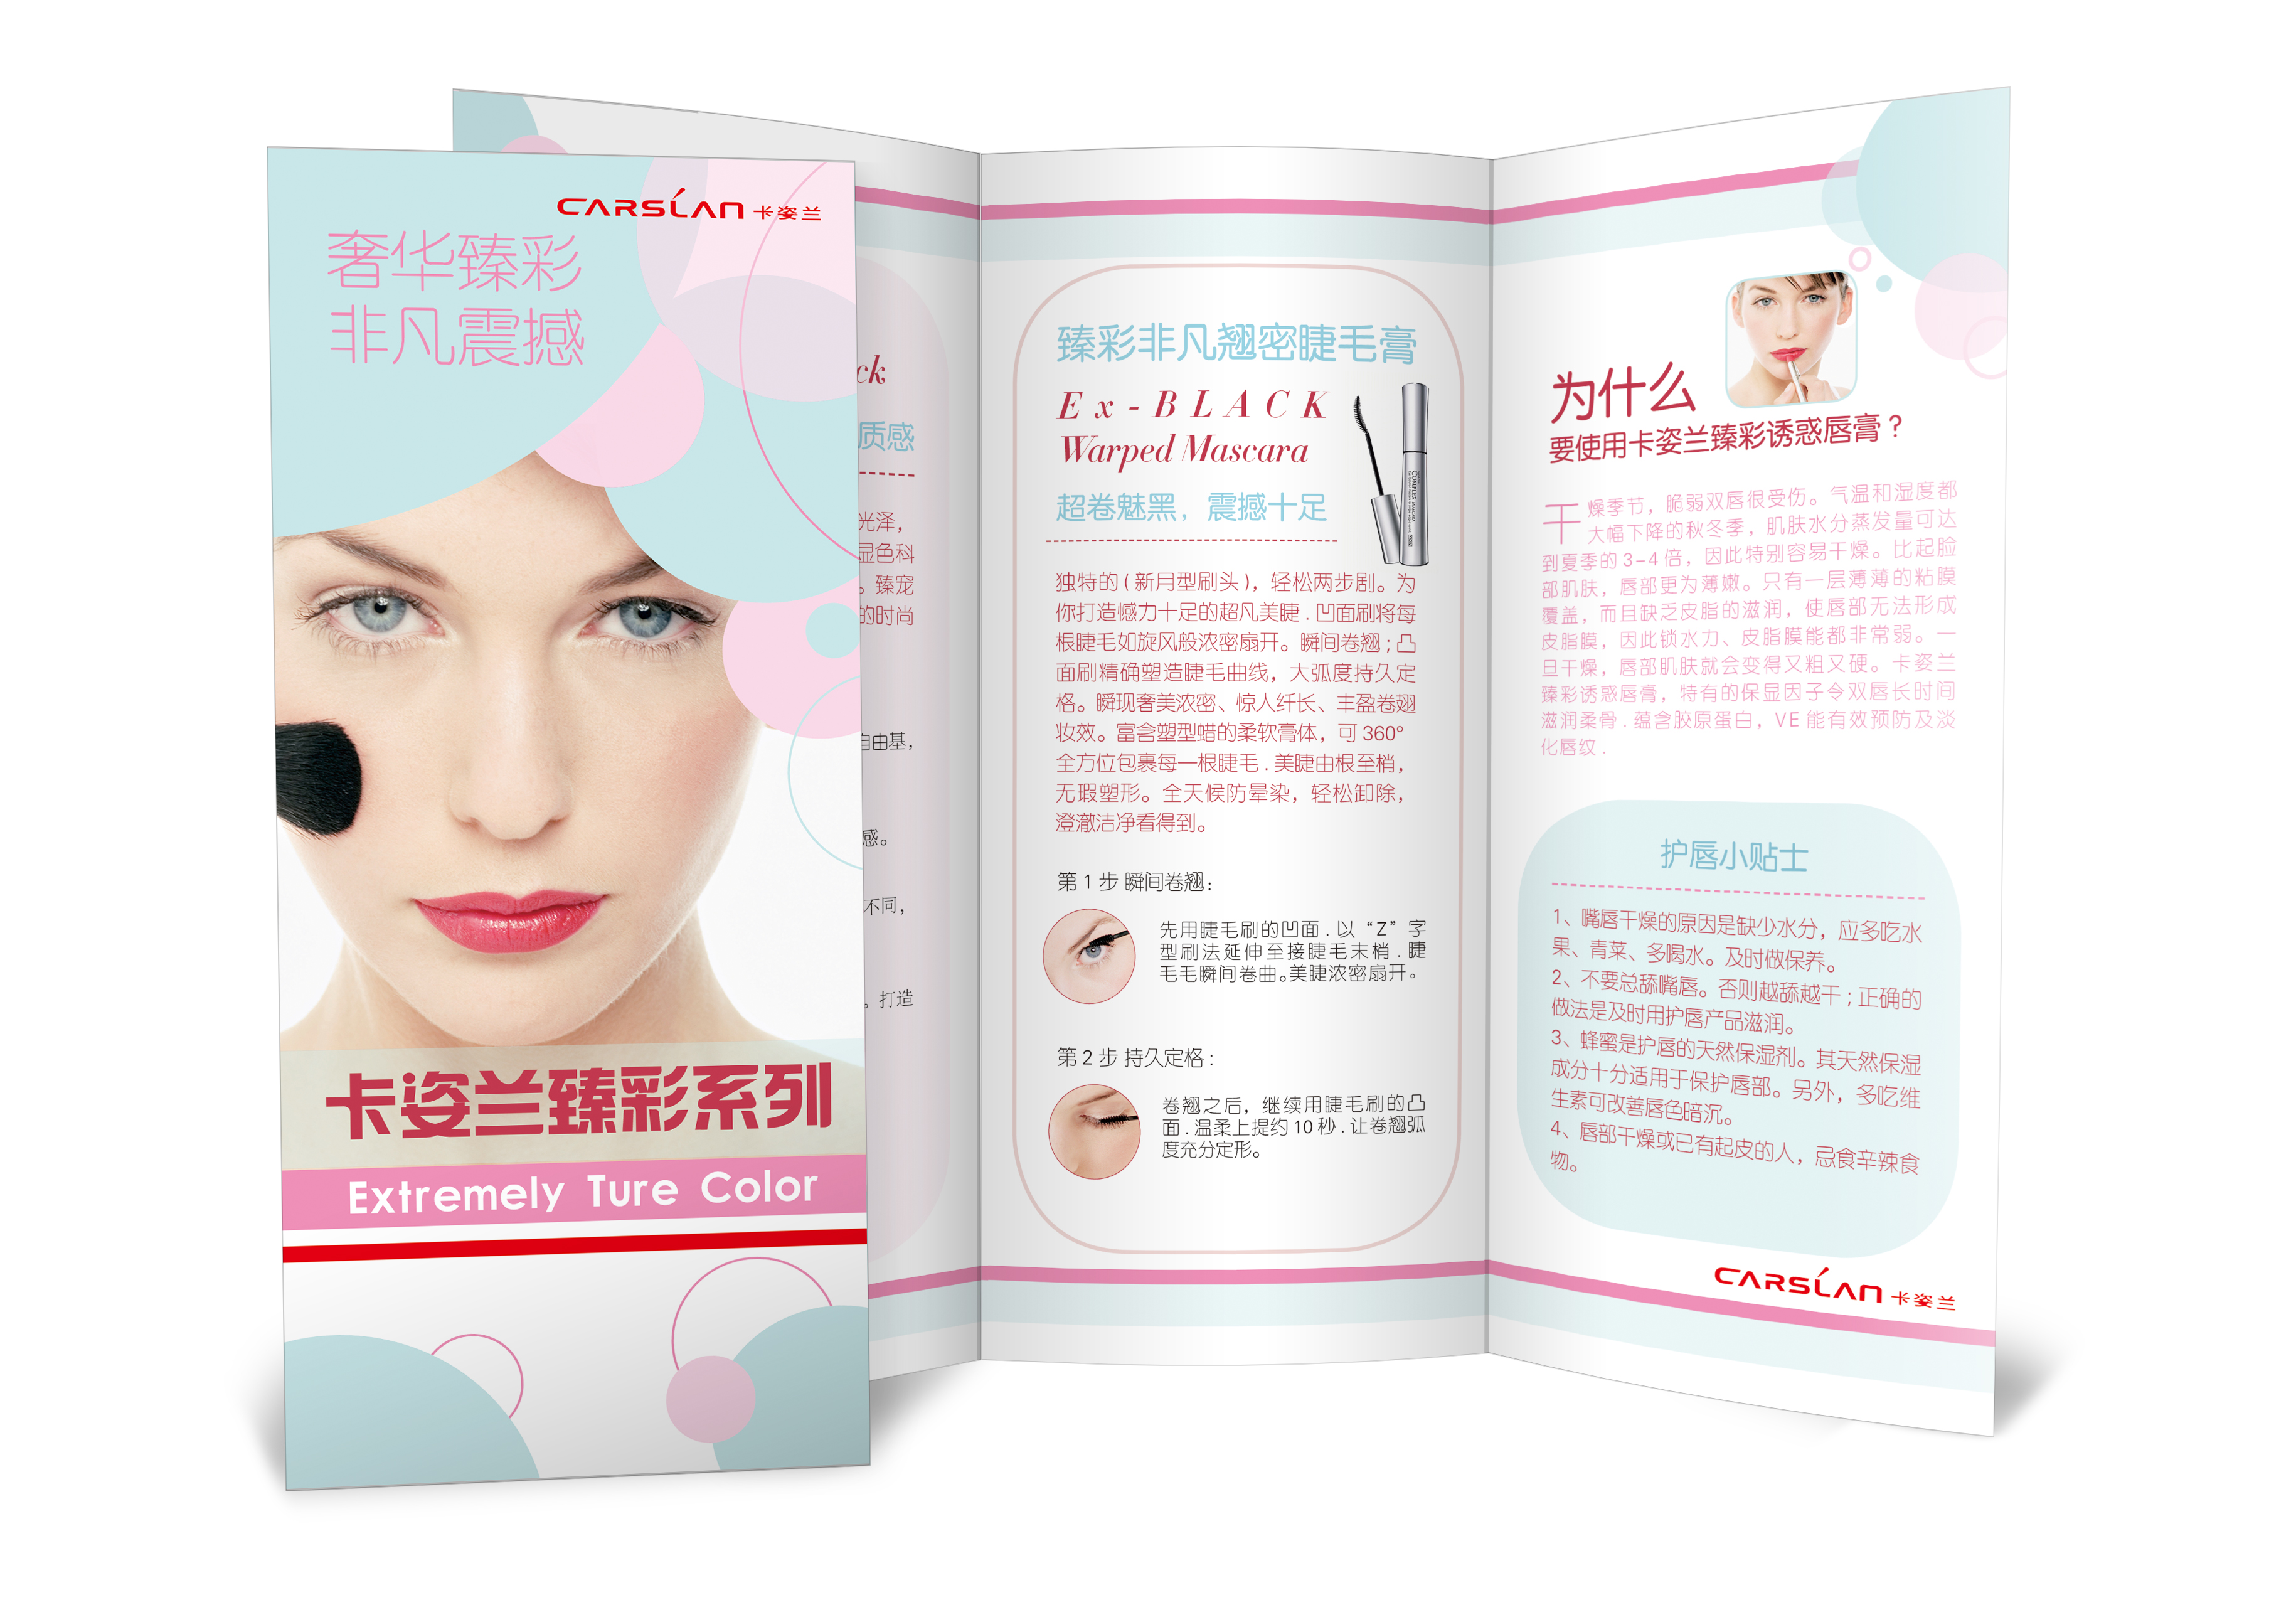 CARSLAN 卡姿兰
奢华臻彩
非凡震撼
卡姿兰臻彩系列
Extremely Ture Color
ck
质感
光泽，
显色科
。臻宠
的时尚
自由基，
感。
不同，
。打造
臻彩非凡翘密睫毛膏
Ex-BLACK
Warped Mascara
超卷魅黑，震撼十足
独特的(新月型刷头)，轻松两步剧。为
你打造憾力十足的超凡美睫.凹面刷将每
根睫毛如旋风般浓密扇开。瞬间卷翘;凸
面刷精确塑造睫毛曲线，大弧度持久定
格。瞬现奢美浓密、惊人纤长、丰盈卷翘
妆效。富含塑型蜡的柔软膏体，可360°
全方位包裹每一根睫毛.美睫由根至梢，
无瑕塑形。全天候防晕染，轻松卸除，
澄澈洁净看得到。
第1步 瞬间卷翘：
先用睫毛刷的凹面.以“Z”字
型刷法延伸至接睫毛末梢.睫
毛毛瞬间卷曲。美睫浓密扇开。
第2步 持久定格：
卷翘之后，继续用睫毛刷的凸
面.温柔上提约10秒.让卷翘弧
度充分定形。
为什么
要使用卡姿兰臻彩诱惑唇膏？
干燥季节，脆弱双唇很受伤。气温和湿度都
大幅下降的秋冬季，肌肤水分蒸发量可达
到夏季的3-4倍，因此特别容易干燥。比起脸
部肌肤，唇部更为薄嫩。只有一层薄薄的粘膜
覆盖，而且缺乏皮脂的滋润，使唇部无法形成
皮脂膜，因此锁水力、皮脂膜能都非常弱。一
旦干燥，唇部肌肤就会变得又粗又硬。卡姿兰
臻彩诱惑唇膏，特有的保显因子令双唇长时间
滋润柔骨.蕴含胶原蛋白，VE能有效预防及淡
化唇纹.
护唇小贴士
1、嘴唇干燥的原因是缺少水分，应多吃水
果、青菜、多喝水。及时做保养。
2、不要总舔嘴唇。否则越舔越干;正确的
做法是及时用护唇产品滋润。
3、蜂蜜是护唇的天然保湿剂。其天然保湿
成分十分适用于保护唇部。另外，多吃维
生素可改善唇色暗沉。
4、唇部干燥或已有起皮的人，忌食辛辣食
物。
CARSLAN 卡姿兰